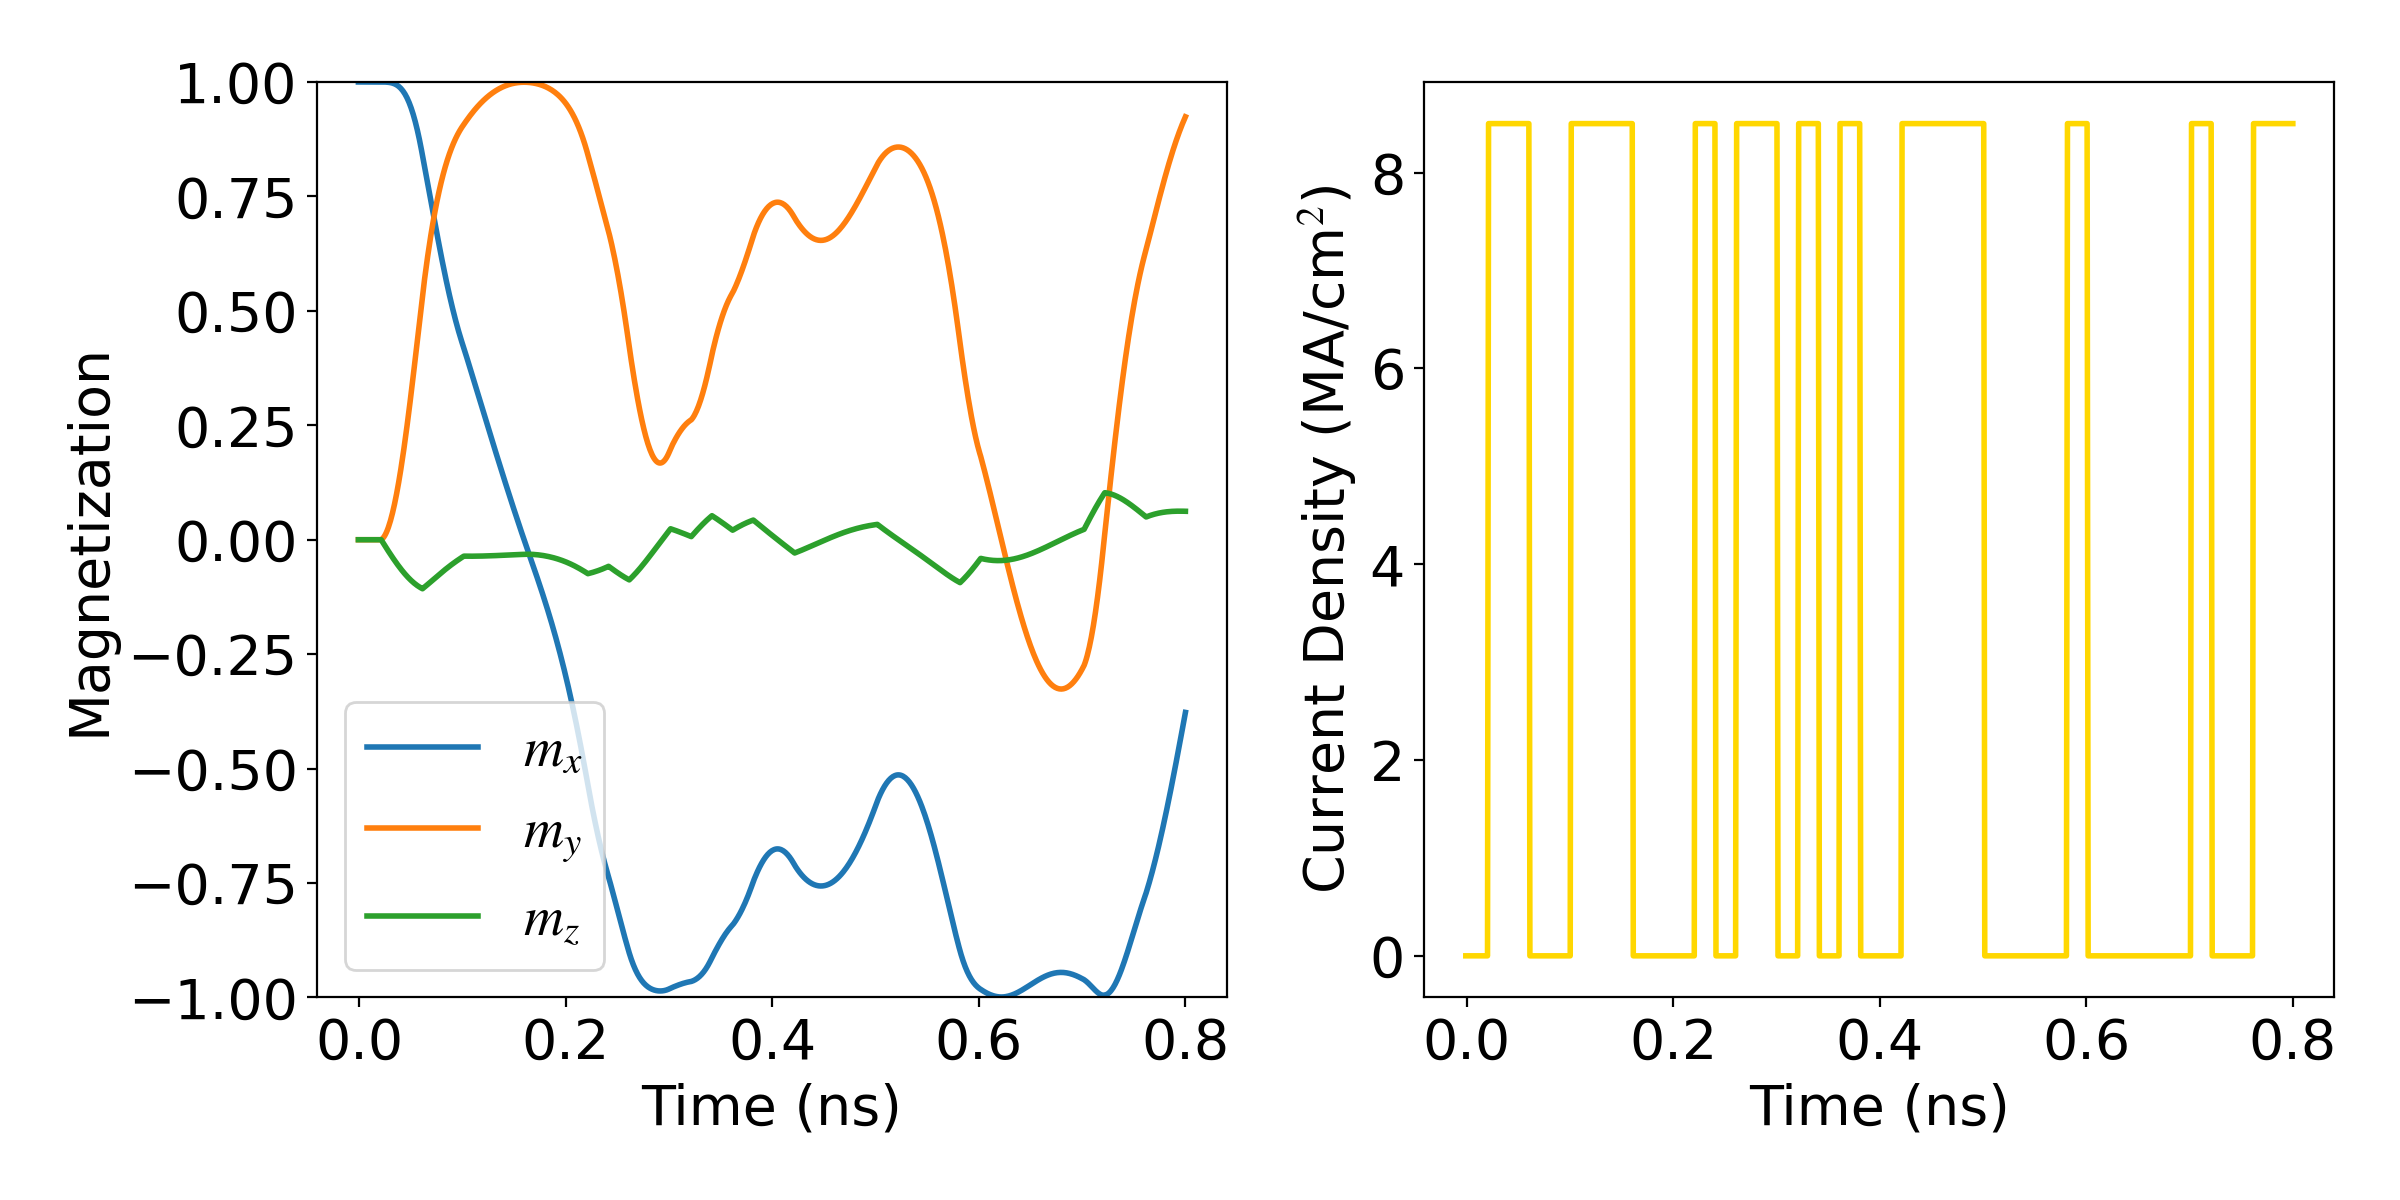 1.00
0.75
0.50
0.25
0.00
−0.25
−0.50
−0.75
−1.00
Magnetization
m_x
m_y
m_z
0.0 0.2 0.4 0.6 0.8
Time (ns)
8
6
4
2
0
Current Density (MA/cm²)
0.0 0.2 0.4 0.6 0.8
Time (ns)